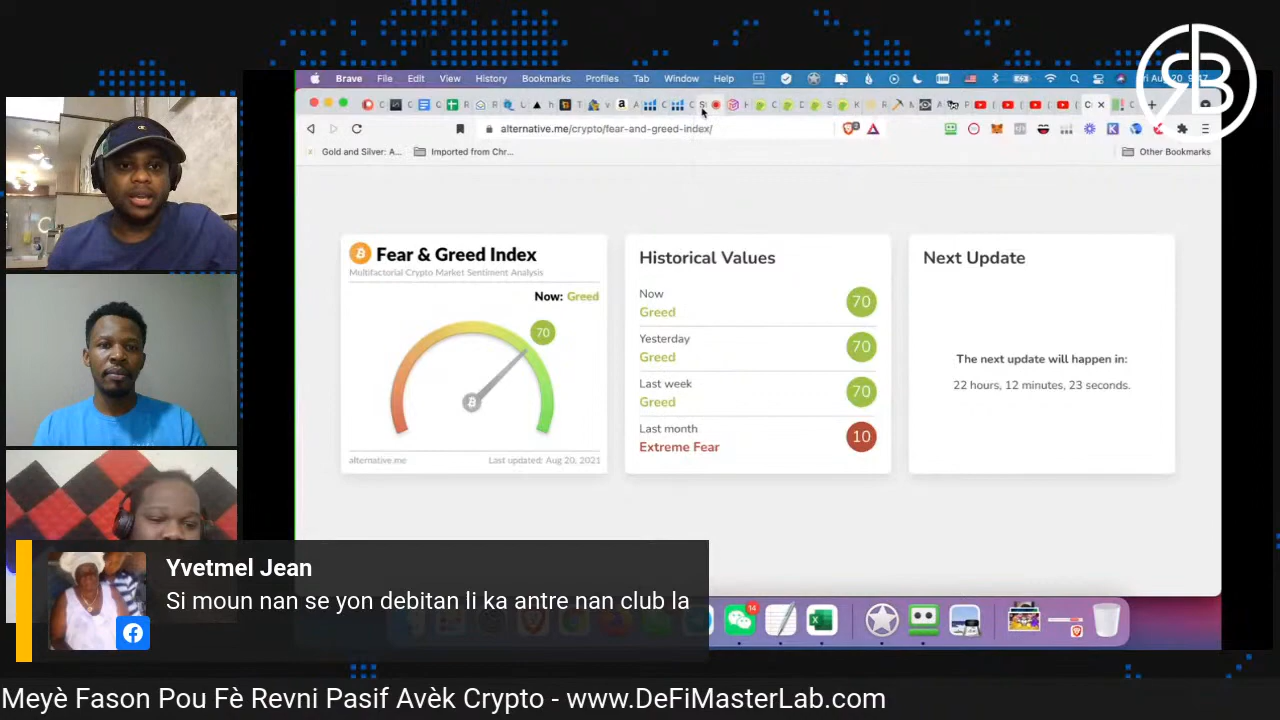 Brave File Edit View History Bookmarks Profiles Tab Window Help
alternative.me/crypto/fear-and-greed-index/
Gold and Silver: A... Imported from Chr... Other Bookmarks
Fear & Greed Index
Multifactorial Crypto Market Sentiment Analysis
Now: Greed
70
alternative.me Last updated: Aug 20, 2021
Historical Values
Now
Greed 70
Yesterday
Greed 70
Last week
Greed 70
Last month
Extreme Fear 10
Next Update
The next update will happen in:
22 hours, 12 minutes, 23 seconds.
14
Yvetmel Jean
Si moun nan se yon debitan li ka antre nan club la
Meyè Fason Pou Fè Revni Pasif Avèk Crypto - www.DeFiMasterLab.com